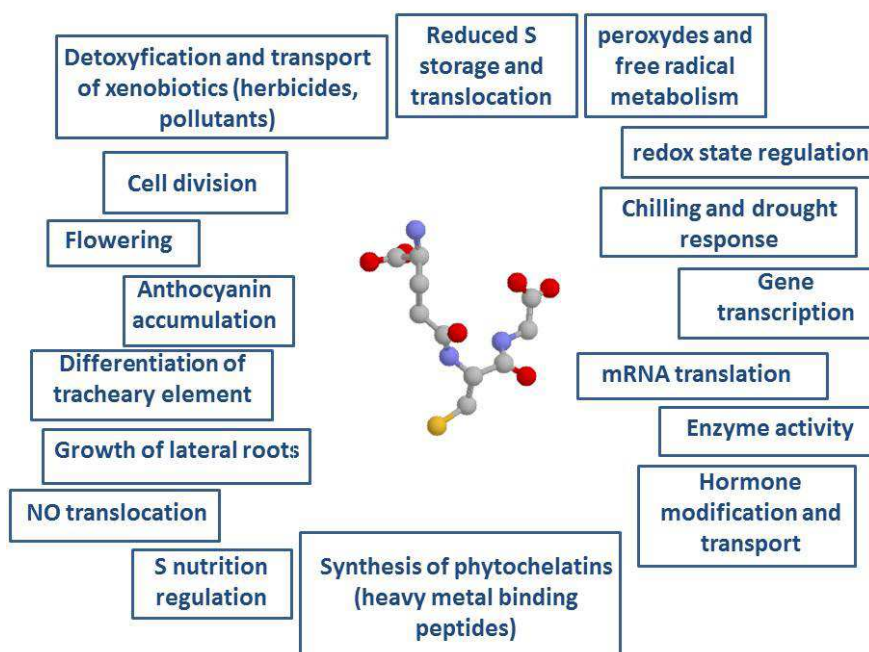 Detoxyfication and transport
of xenobiotics (herbicides,
pollutants)
Reduced S
storage and
translocation
peroxydes and
free radical
metabolism
redox state regulation
Cell division
Chilling and drought
response
Flowering
Anthocyanin
accumulation
Gene
transcription
Differentiation of
tracheary element
mRNA translation
Growth of lateral roots
Enzyme activity
NO translocation
Hormone
modification and
transport
S nutrition
regulation
Synthesis of phytochelatins
(heavy metal binding
peptides)